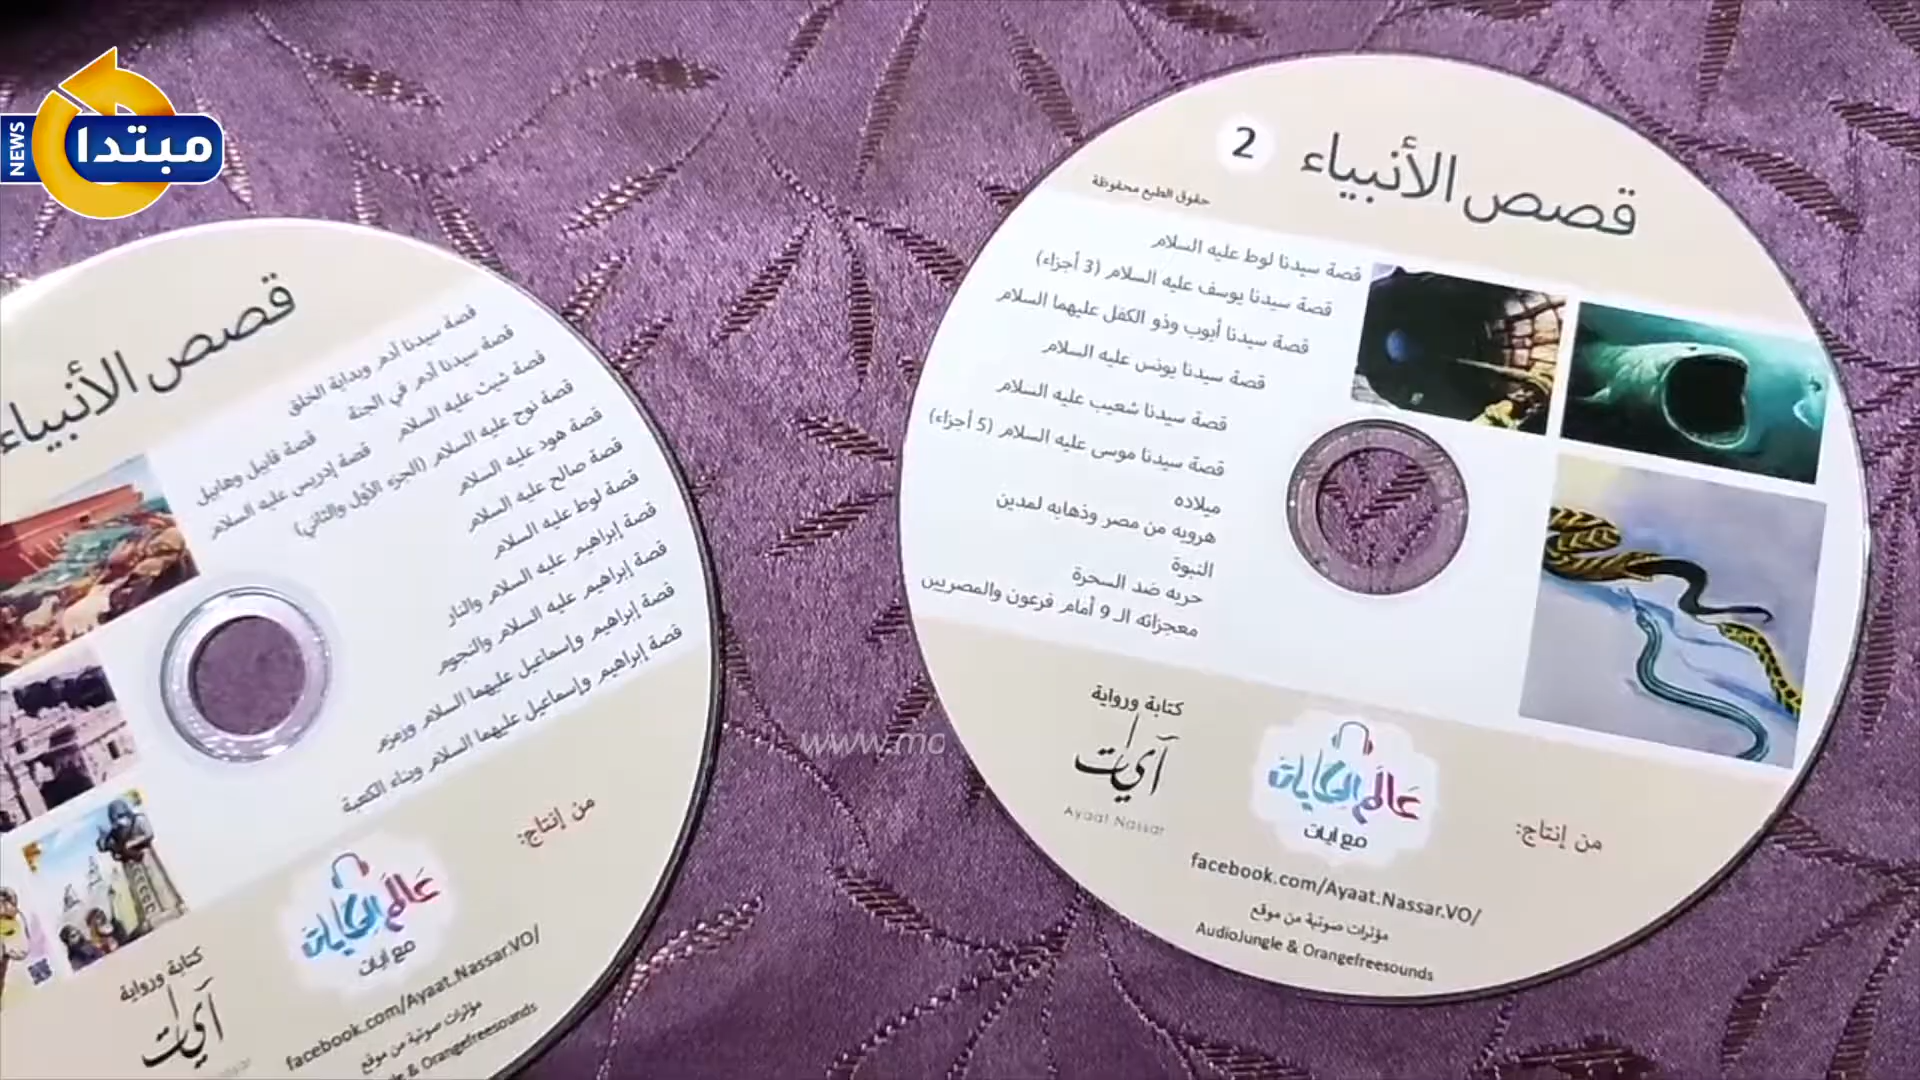 NEWS
مبتدا
قصص الأنبياء
قصة سيدنا آدم وبداية الخلق
قصة سيدنا آدم في الجنة
قصة قابيل وهابيل
قصة شيث عليه السلام
قصة إدريس عليه السلام
قصة نوح عليه السلام (الجزء الأول والثاني)
قصة هود عليه السلام
قصة صالح عليه السلام
قصة لوط عليه السلام
قصة إبراهيم عليه السلام والنار
قصة إبراهيم عليه السلام والنجوم
قصة إبراهيم وإسماعيل عليهما السلام وزمزم
قصة إبراهيم وإسماعيل عليهما السلام وبناء الكعبة
من إنتاج:
عالم الحكايات
مع آيات
كتابة ورواية
آيات
facebook.com/Ayaat.Nassar.VO/
مؤثرات صوتية من موقع
& Orangefreesounds
قصص الأنبياء
2
حقوق الطبع محفوظة
قصة سيدنا لوط عليه السلام
قصة سيدنا يوسف عليه السلام (3 أجزاء)
قصة سيدنا أيوب وذو الكفل عليهما السلام
قصة سيدنا يونس عليه السلام
قصة سيدنا شعيب عليه السلام
قصة سيدنا موسى عليه السلام (5 أجزاء)
ميلاده
هروبه من مصر وذهابه لمدين
النبوة
حربه ضد السحرة
معجزاته الـ 9 أمام فرعون والمصريين
كتابة ورواية
آيات
Ayaat Nassar
من إنتاج:
عالم الحكايات
مع آيات
facebook.com/Ayaat.Nassar.VO/
مؤثرات صوتية من موقع
AudioJungle & Orangefreesounds
www.mo